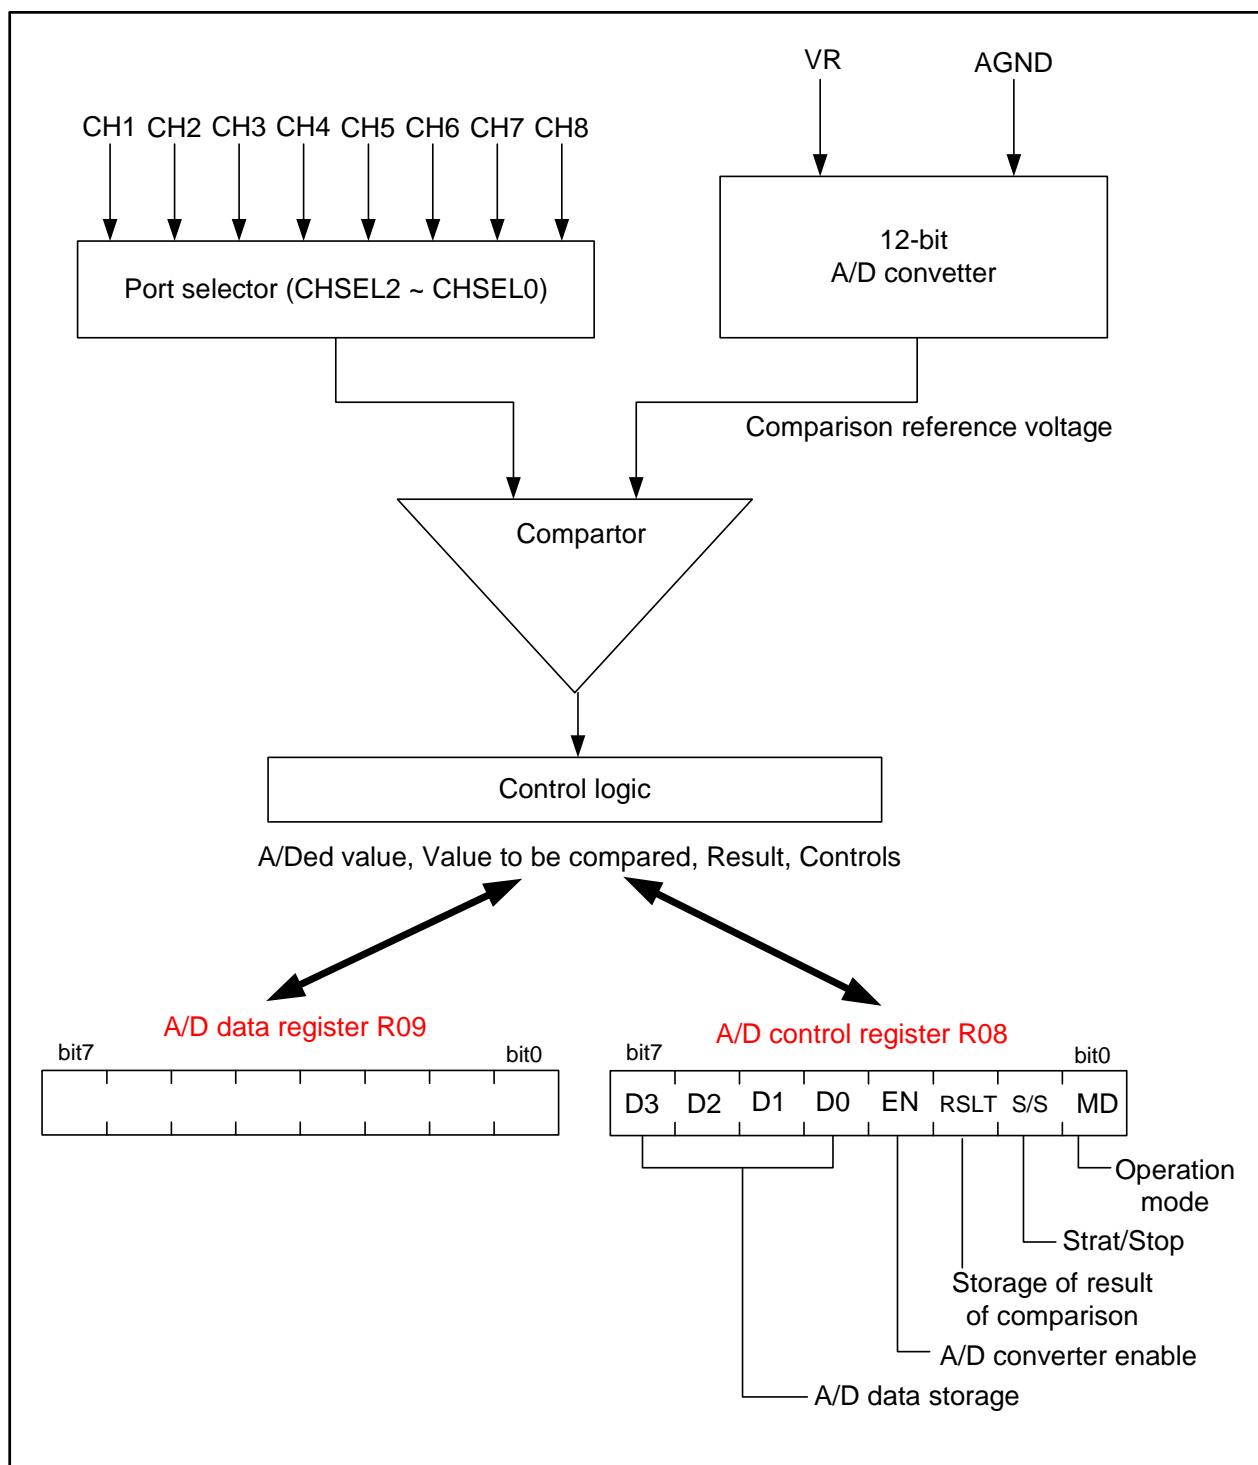 VR AGND
CH1 CH2 CH3 CH4 CH5 CH6 CH7 CH8
12-bit
A/D convetter
Port selector (CHSEL2 ~ CHSEL0)
Comparison reference voltage
Compartor
Control logic
A/Ded value, Value to be compared, Result, Controls
A/D data register R09
bit7 bit0
A/D control register R08
bit7 bit0
D3 D2 D1 D0 EN RSLT S/S MD
Operation
mode
Strat/Stop
Storage of result
of comparison
A/D converter enable
A/D data storage